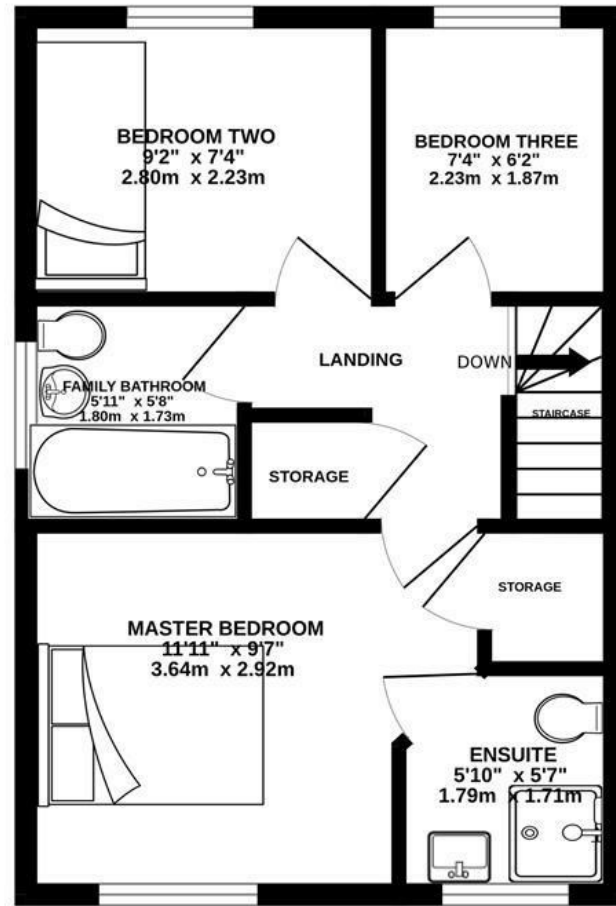 BEDROOM TWO
9'2" x 7'4"
2.80m x 2.23m
BEDROOM THREE
7'4" x 6'2"
2.23m x 1.87m
LANDING
DOWN
FAMILY BATHROOM
5'11" x 5'8"
1.80m x 1.73m
STAIRCASE
STORAGE
STORAGE
MASTER BEDROOM
11'11" x 9'7"
3.64m x 2.92m
ENSUITE
5'10" x 5'7"
1.79m x 1.71m